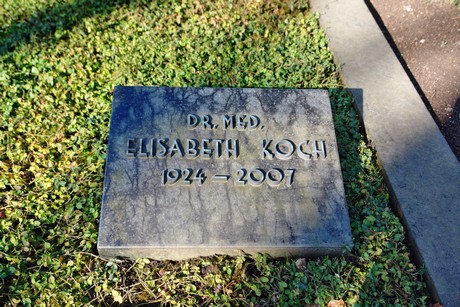 DR. MED.
ELISABETH KOCH
1924 – 2007